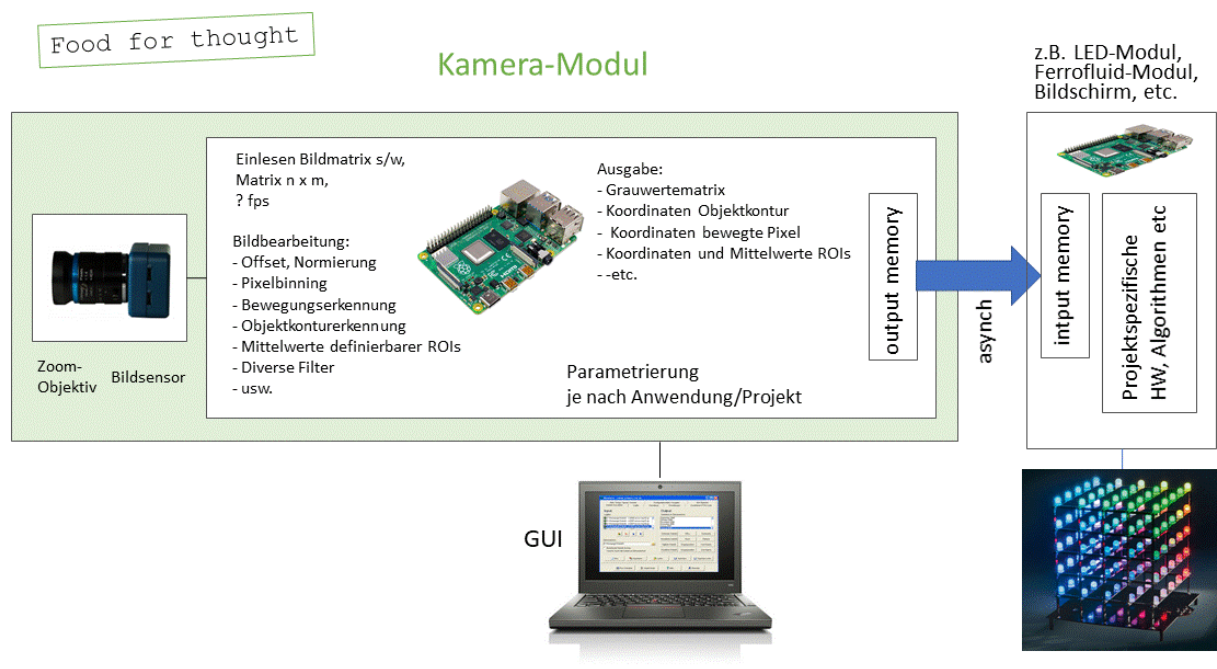 Food for thought
Kamera-Modul
z.B. LED-Modul,
Ferrofluid-Modul,
Bildschirm, etc.
Einlesen Bildmatrix s/w,
Matrix n x m,
? fps
Bildbearbeitung:
- Offset, Normierung
- Pixelbinning
- Bewegungserkennung
- Objektkonturerkennung
- Mittelwerte definierbarer ROIs
- Diverse Filter
- usw.
Ausgabe:
- Grauwertematrix
- Koordinaten Objektkontur
- Koordinaten bewegte Pixel
- Koordinaten und Mittelwerte ROIs
- -etc.
Parametrierung
je nach Anwendung/Projekt
output memory
asynch
intput memory
Projektspezifische
HW, Algorithmen etc
Zoom-
Objektiv
Bildsensor
GUI